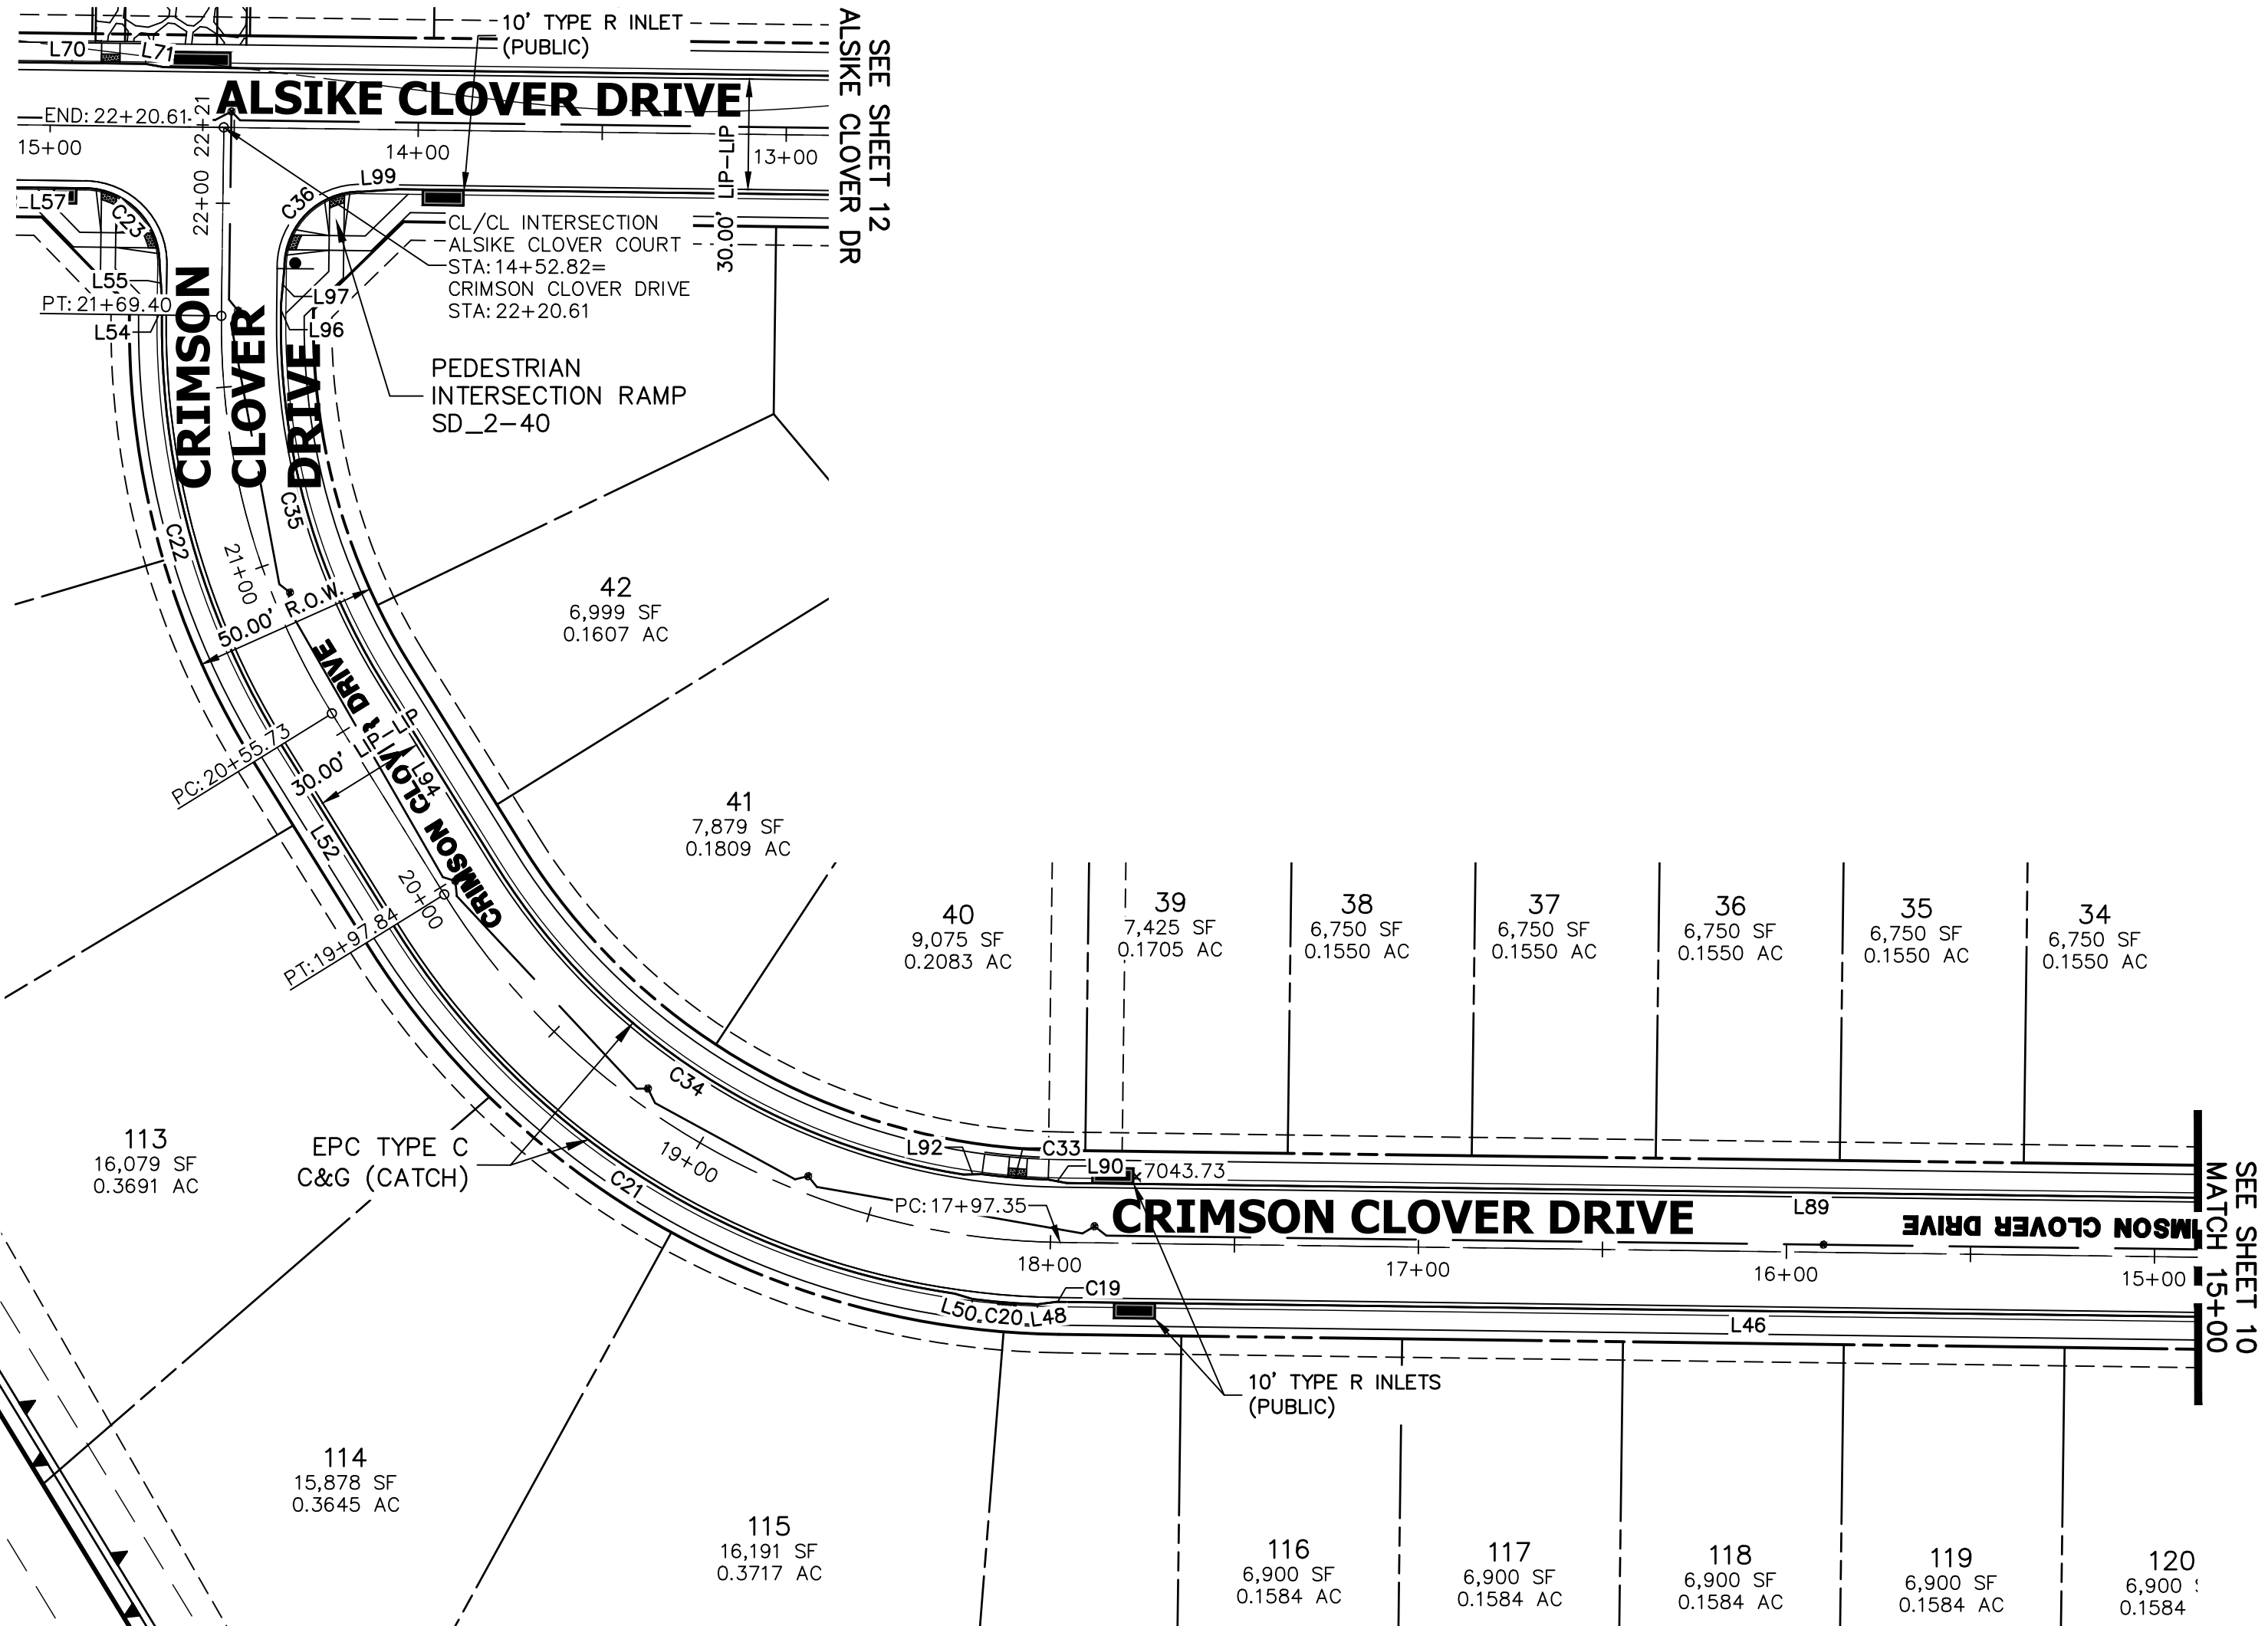 10' TYPE R INLET
(PUBLIC)
L70
L71
ALSIKE CLOVER DRIVE
END: 22+20.61
22+21
22+00
15+00
14+00
13+00
30.00' LIP-LIP
SEE SHEET 12
ALSIKE CLOVER DR
L57
C23
C36
L99
CL/CL INTERSECTION
ALSIKE CLOVER COURT
STA: 14+52.82=
CRIMSON CLOVER DRIVE
STA: 22+20.61
L55
PT: 21+69.40
L54
L97
L96
CRIMSON
CLOVER
DRIVE
PEDESTRIAN
INTERSECTION RAMP
SD_2-40
C22
C35
21+00
50.00' R.O.W.
42
6,999 SF
0.1607 AC
PC: 20+55.73
30.00' LIP-LIP
L94
CRIMSON CLOVER DRIVE
L52
20+00
PT: 19+97.84
41
7,879 SF
0.1809 AC
40
9,075 SF
0.2083 AC
39
7,425 SF
0.1705 AC
38
6,750 SF
0.1550 AC
37
6,750 SF
0.1550 AC
36
6,750 SF
0.1550 AC
35
6,750 SF
0.1550 AC
34
6,750 SF
0.1550 AC
C34
19+00
113
16,079 SF
0.3691 AC
EPC TYPE C
C&G (CATCH)
C21
L92
C33
L90
7043.73
PC: 17+97.35
CRIMSON CLOVER DRIVE
L89
IMSON CLOVER DRIVE
SEE SHEET 10
MATCH 15+00
18+00
17+00
16+00
15+00
C19
L50
C20
L48
L46
10' TYPE R INLETS
(PUBLIC)
114
15,878 SF
0.3645 AC
115
16,191 SF
0.3717 AC
116
6,900 SF
0.1584 AC
117
6,900 SF
0.1584 AC
118
6,900 SF
0.1584 AC
119
6,900 SF
0.1584 AC
120
6,900
0.1584